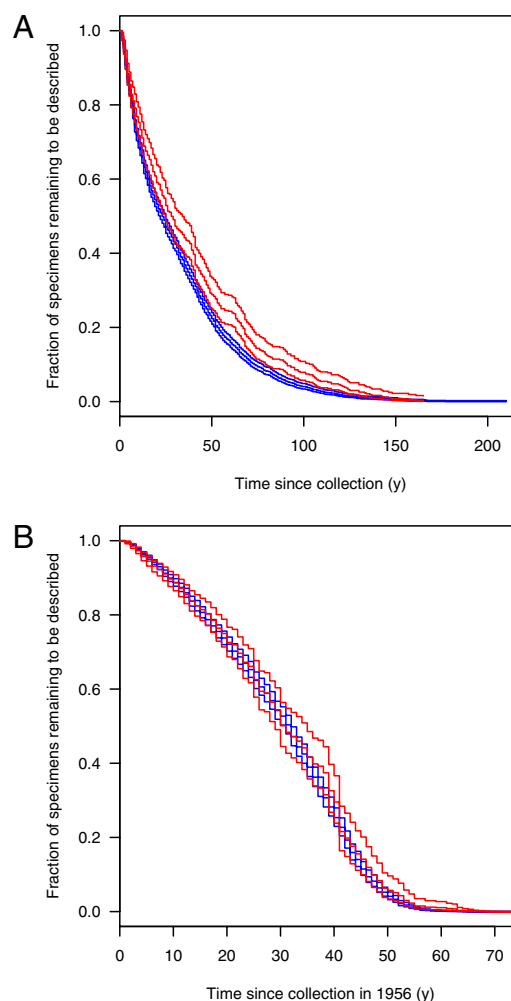 A
Fraction of specimens remaining to be described
1.0
0.8
0.6
0.4
0.2
0.0
0 50 100 150 200
Time since collection (y)
B
Fraction of specimens remaining to be described
1.0
0.8
0.6
0.4
0.2
0.0
0 10 20 30 40 50 60 70
Time since collection in 1956 (y)